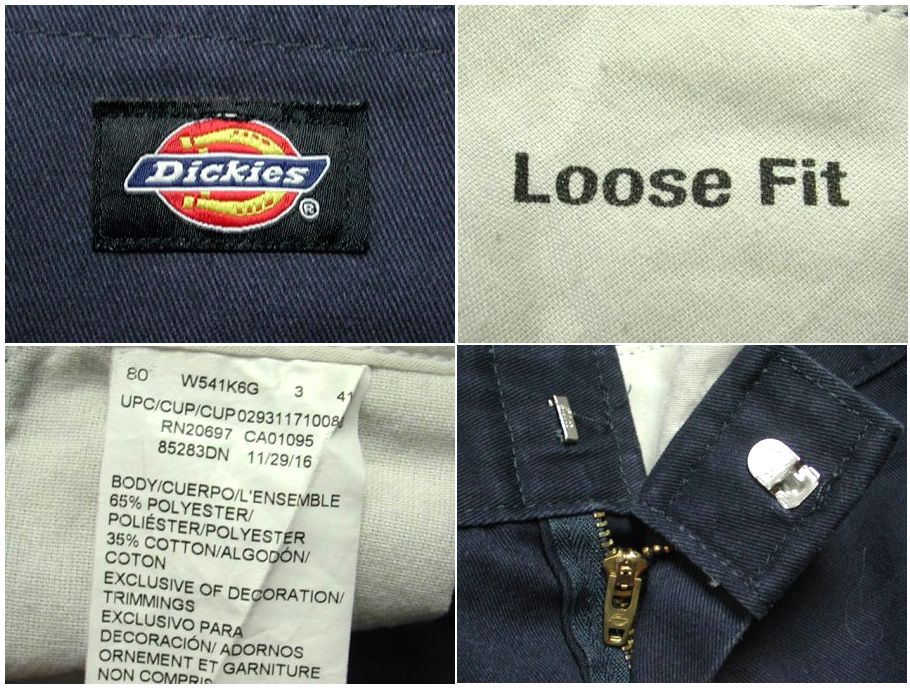 Dickies
®
Loose Fit
80 W541K6G 3 41
UPC/CUP/CUP 02931171008
RN20697 CA01095
85283DN 11/29/16
BODY/CUERPO/L'ENSEMBLE
65% POLYESTER/
POLIÉSTER/POLYESTER
35% COTTON/ALGODÓN/
COTON
EXCLUSIVE OF DECORATION/
TRIMMINGS
EXCLUSIVO PARA
DECORACIÓN/ ADORNOS
ORNEMENT ET GARNITURE
NON COMPRIS